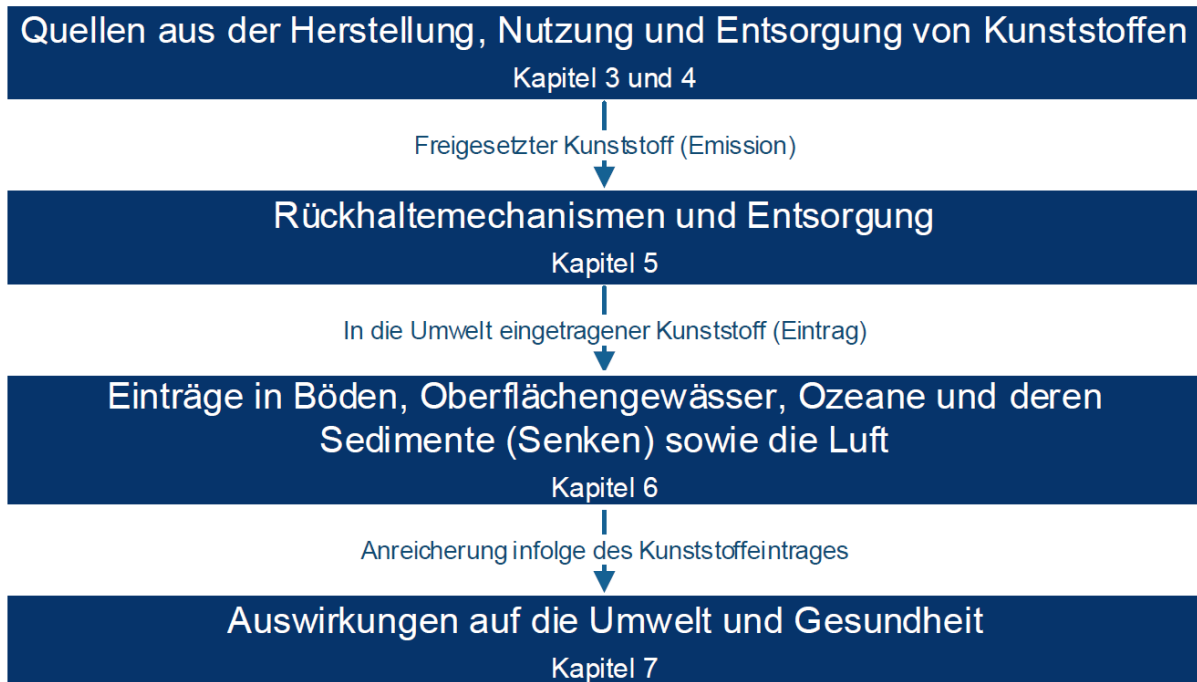 Quellen aus der Herstellung, Nutzung und Entsorgung von Kunststoffen
Kapitel 3 und 4
Freigesetzter Kunststoff (Emission)
Rückhaltemechanismen und Entsorgung
Kapitel 5
In die Umwelt eingetragener Kunststoff (Eintrag)
Einträge in Böden, Oberflächengewässer, Ozeane und deren
Sedimente (Senken) sowie die Luft
Kapitel 6
Anreicherung infolge des Kunststoffeintrages
Auswirkungen auf die Umwelt und Gesundheit
Kapitel 7